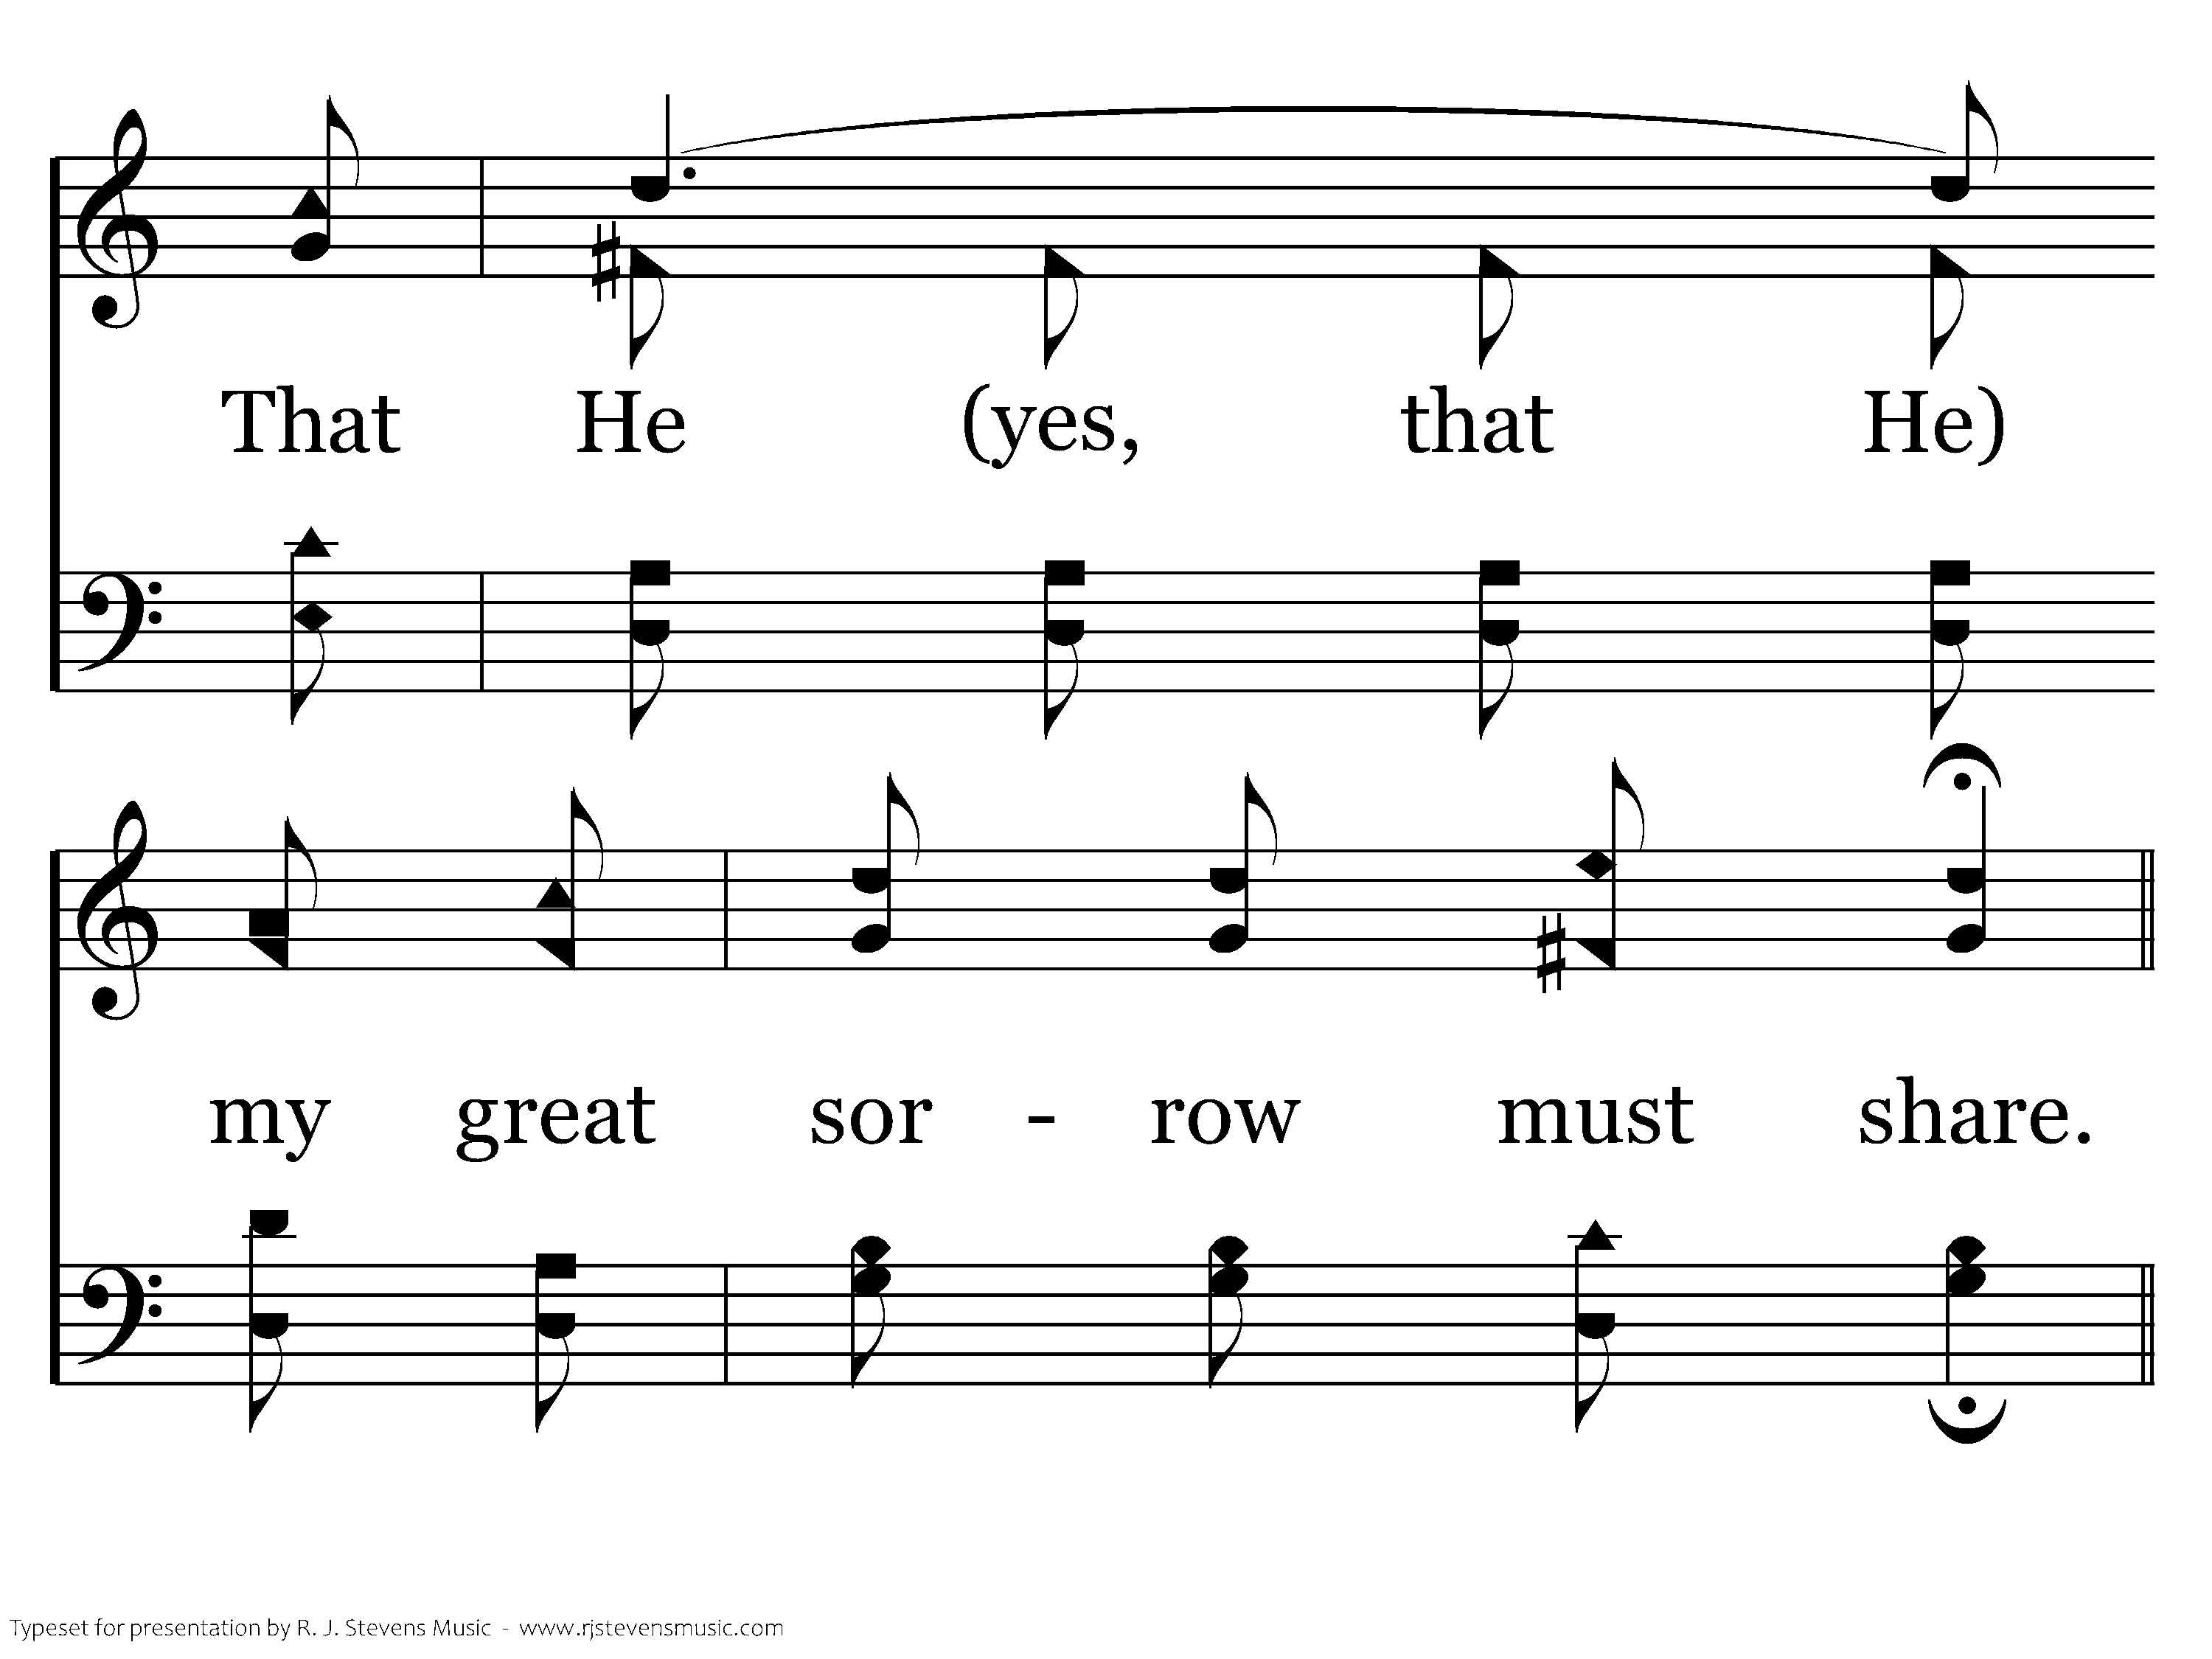 That He (yes, that He)
my great sor - row must share.
Typeset for presentation by R. J. Stevens Music - www.rjstevensmusic.com